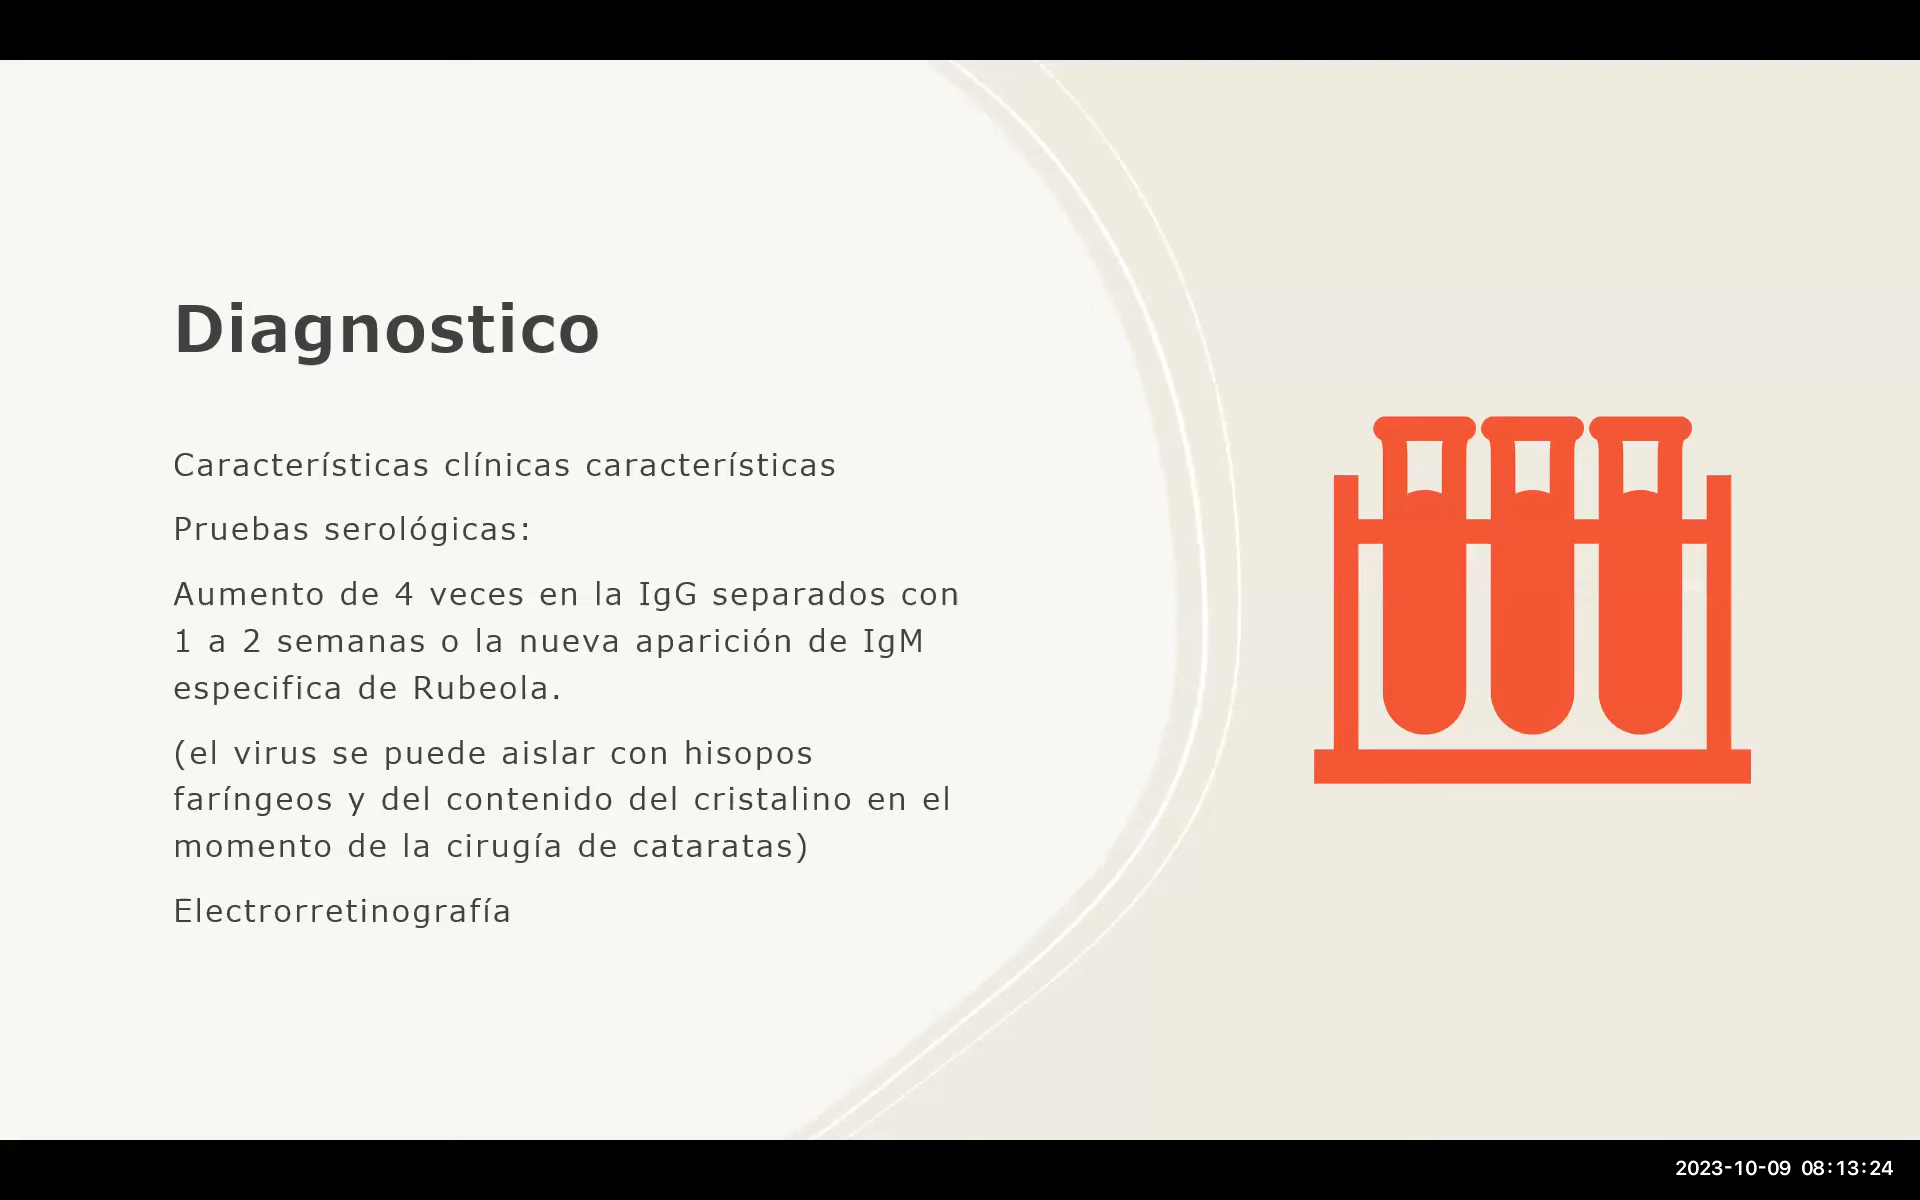 Diagnostico
Características clínicas características
Pruebas serológicas:
Aumento de 4 veces en la IgG separados con
1 a 2 semanas o la nueva aparición de IgM
especifica de Rubeola.
(el virus se puede aislar con hisopos
faríngeos y del contenido del cristalino en el
momento de la cirugía de cataratas)
Electrorretinografía
2023-10-09 08:13:24